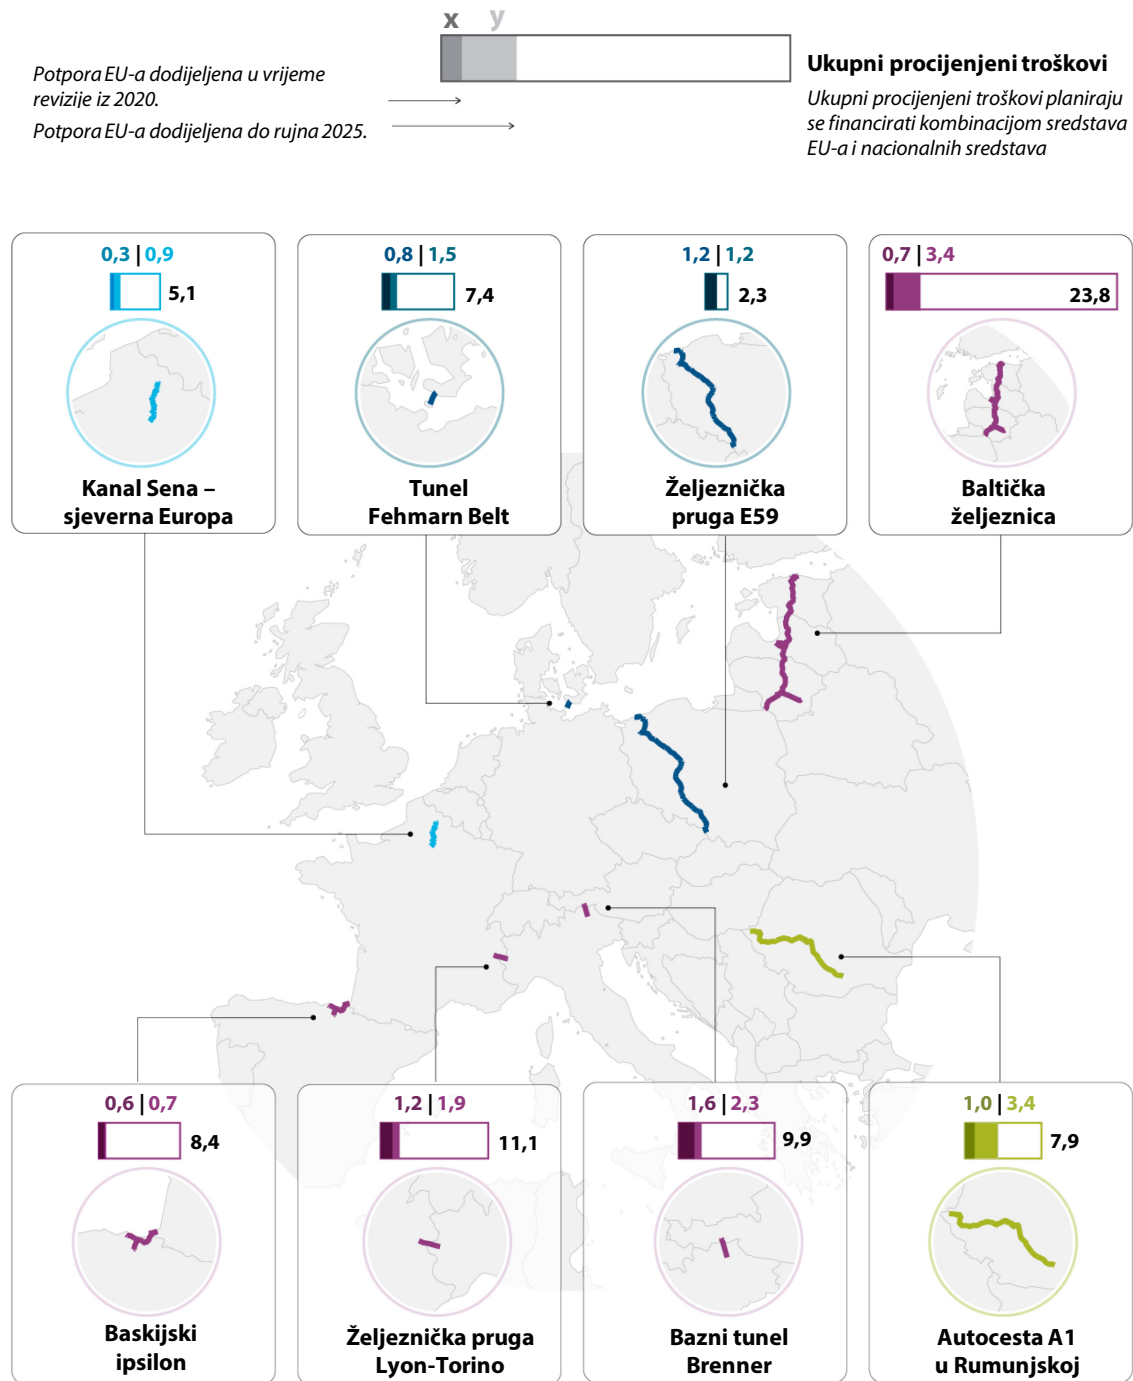 x y
Potpora EU-a dodijeljena u vrijeme
revizije iz 2020.
Potpora EU-a dodijeljena do rujna 2025.
Ukupni procijenjeni troškovi
Ukupni procijenjeni troškovi planiraju
se financirati kombinacijom sredstava
EU-a i nacionalnih sredstava
0,3 | 0,9
5,1
Kanal Sena –
sjeverna Europa
0,8 | 1,5
7,4
Tunel
Fehmarn Belt
1,2 | 1,2
2,3
Željeznička
pruga E59
0,7 | 3,4
23,8
Baltička
željeznica
0,6 | 0,7
8,4
Baskijski
ipsilon
1,2 | 1,9
11,1
Željeznička pruga
Lyon-Torino
1,6 | 2,3
9,9
Bazni tunel
Brenner
1,0 | 3,4
7,9
Autocesta A1
u Rumunjskoj